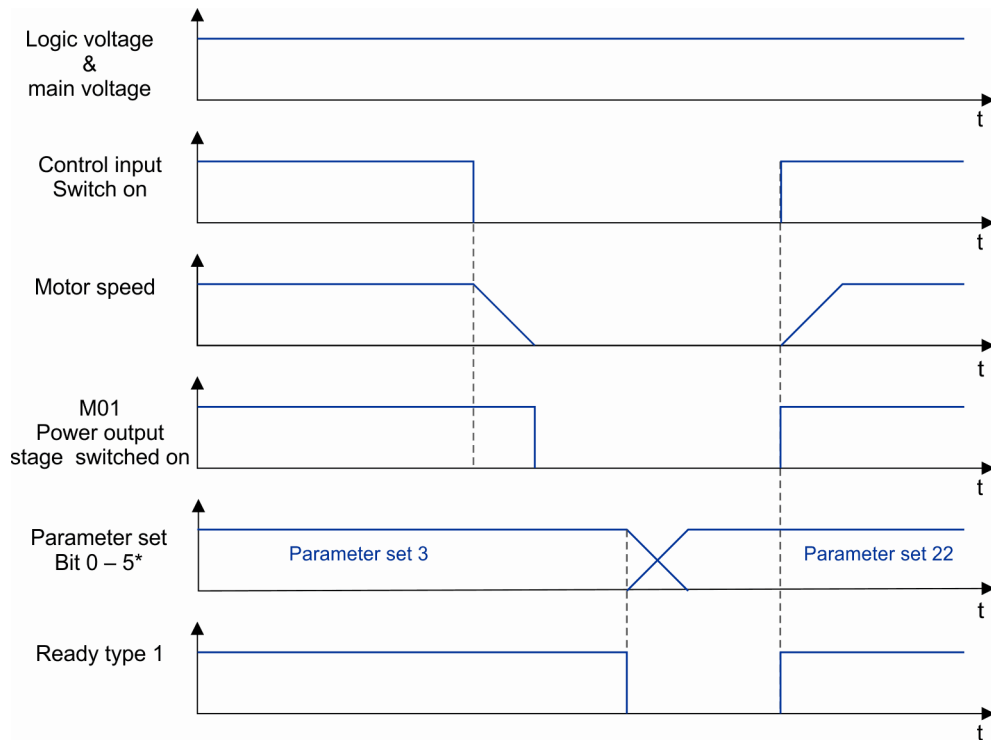 Logic voltage
&
main voltage
t
Control input
Switch on
t
Motor speed
t
M01
Power output
stage switched on
t
Parameter set
Bit 0 – 5*
Parameter set 3
Parameter set 22
t
Ready type 1
t